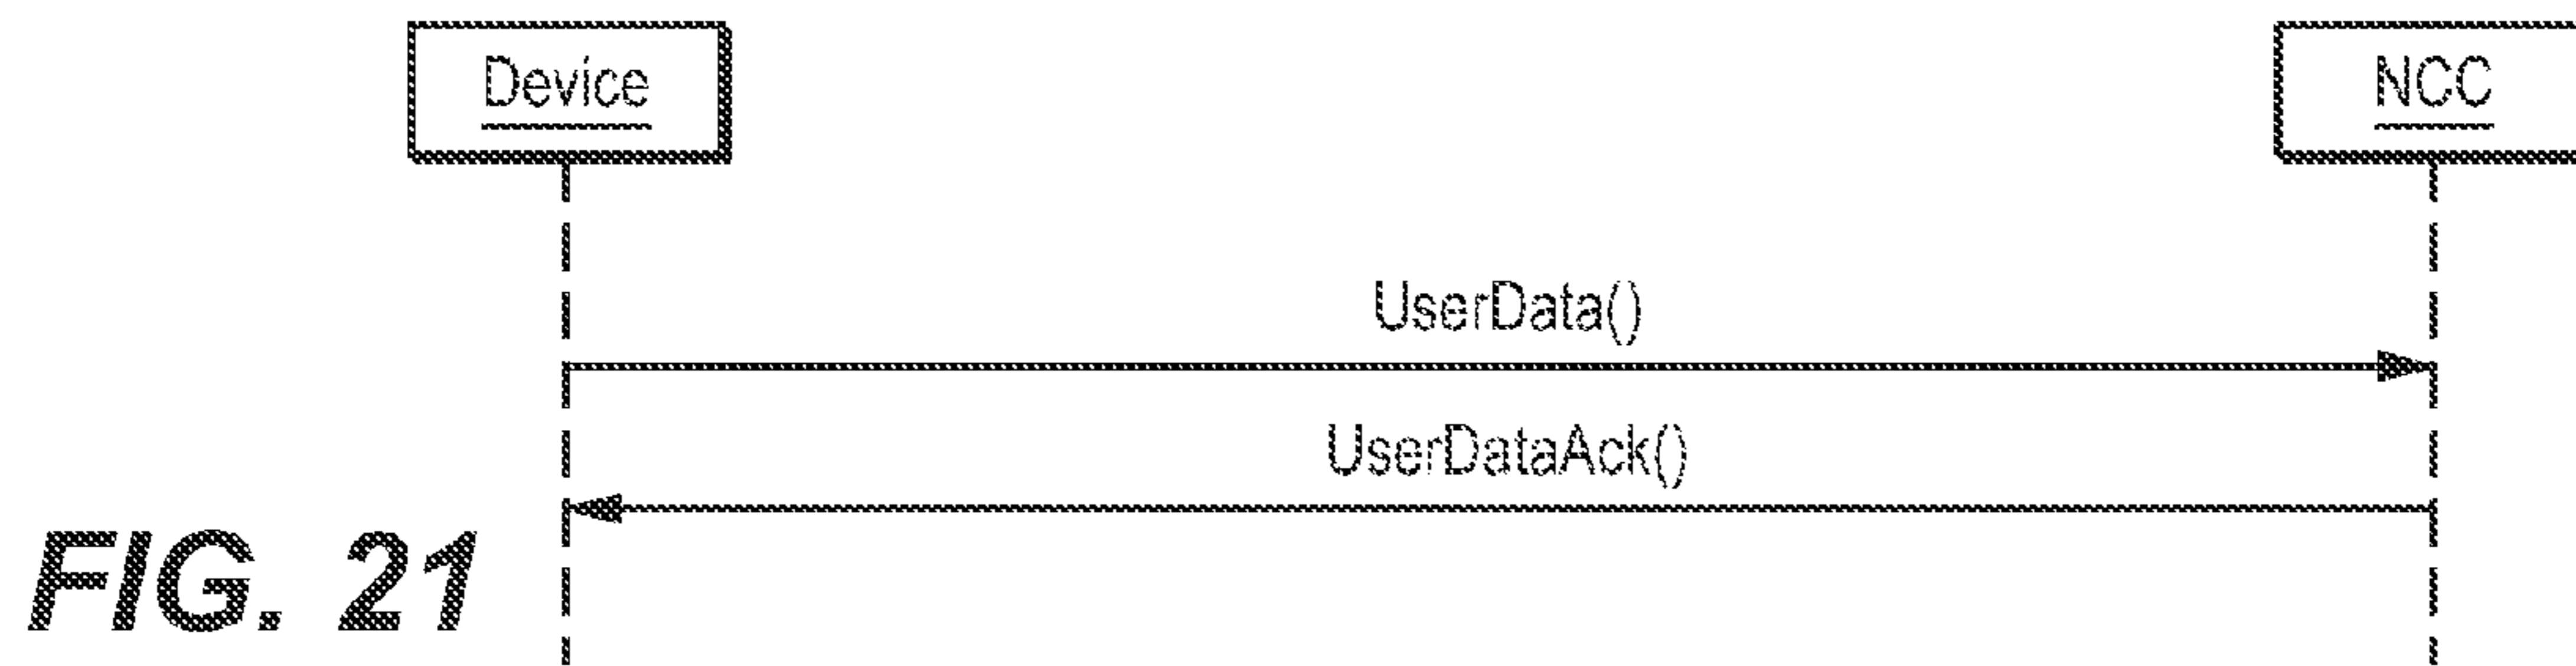 Device NCC
UserData()
UserDataAck()
FIG. 21